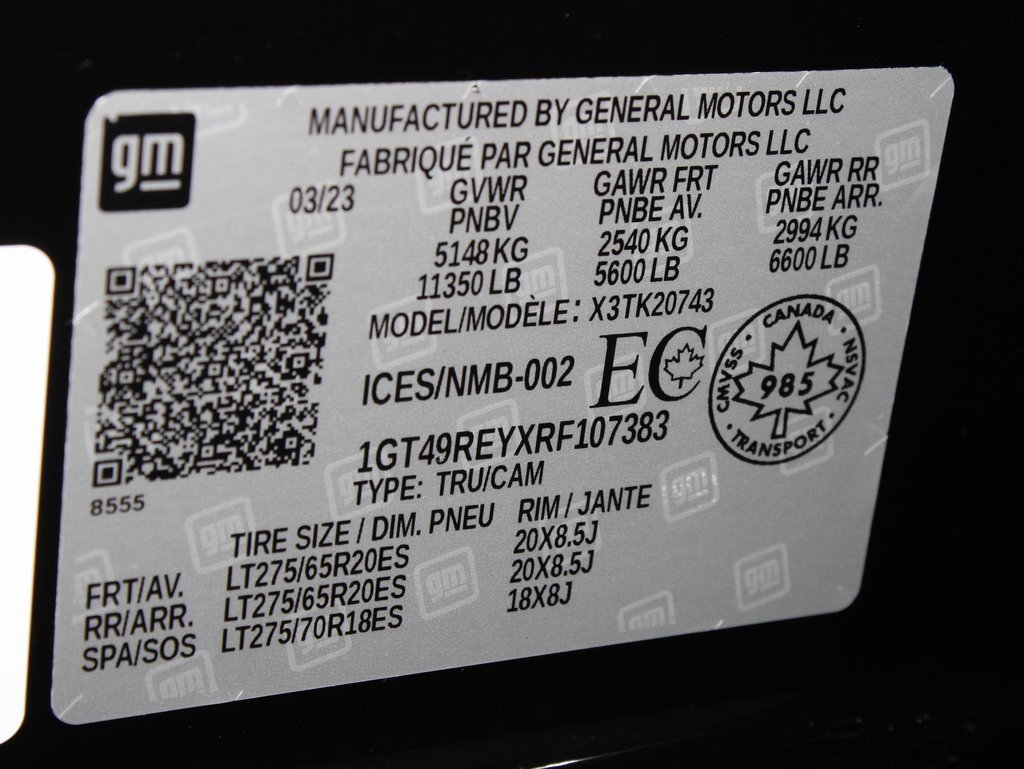 gm
MANUFACTURED BY GENERAL MOTORS LLC
FABRIQUÉ PAR GENERAL MOTORS LLC
03/23
GVWR GAWR FRT GAWR RR
PNBV PNBE AV. PNBE ARR.
5148 KG 2540 KG 2994 KG
11350 LB 5600 LB 6600 LB
MODEL/MODÈLE: X3TK20743
ICES/NMB-002 EC
CANADA
CMVSS 985 NSVAC
TRANSPORT
1GT49REYXRF107383
TYPE: TRU/CAM
8555
TIRE SIZE / DIM. PNEU RIM / JANTE
FRT/AV. LT275/65R20ES 20X8.5J
RR/ARR. LT275/65R20ES 20X8.5J
SPA/SOS LT275/70R18ES 18X8J